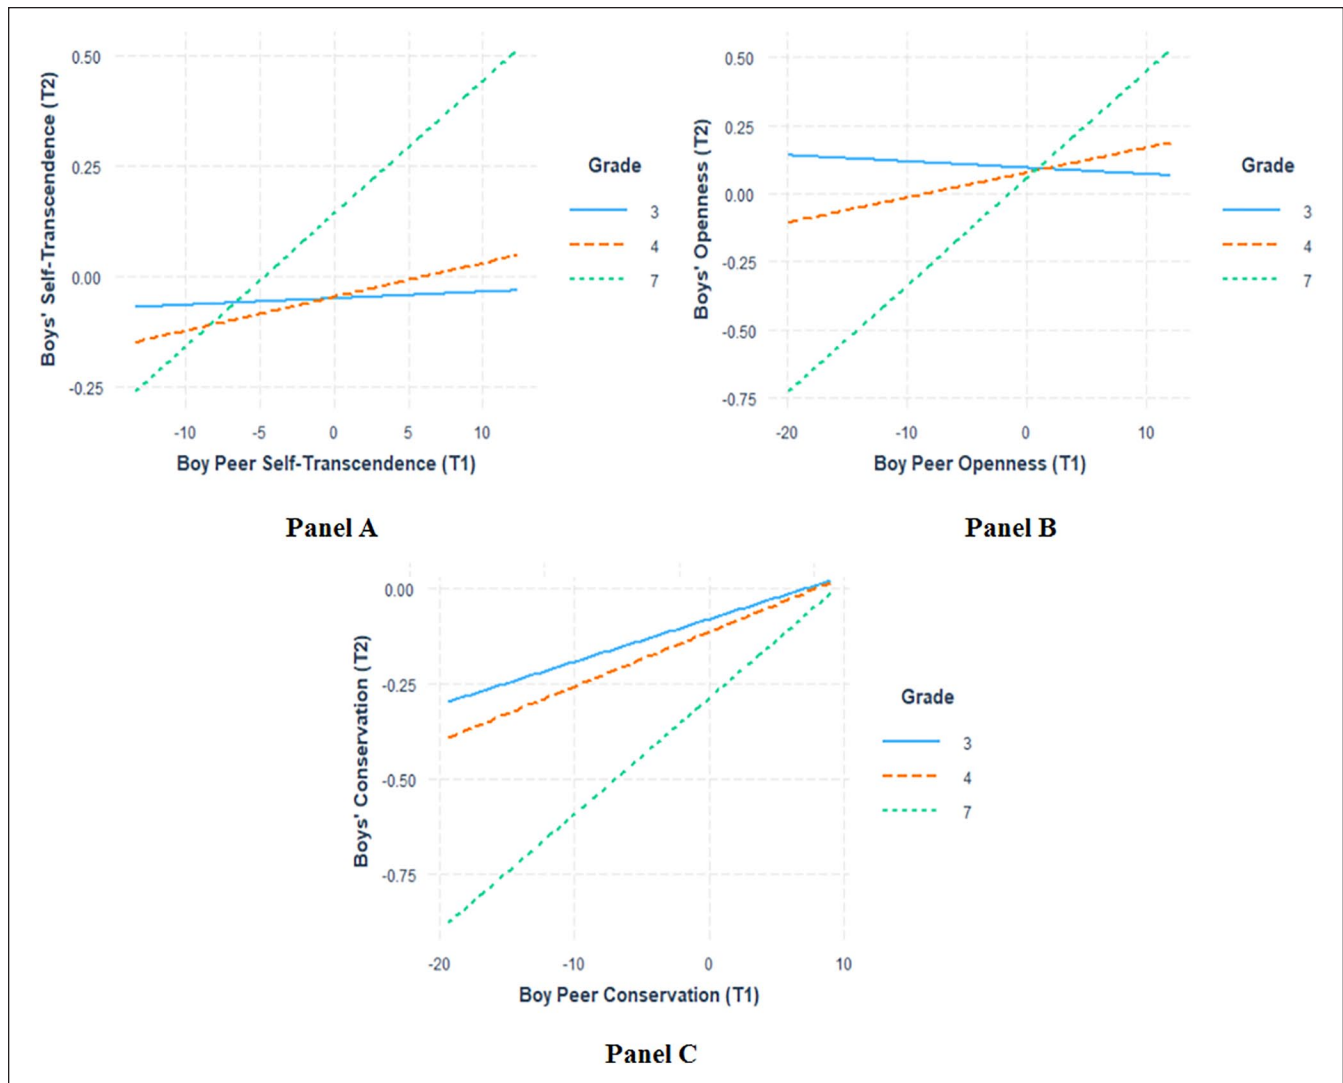 Boys' Self-Transcendence (T2)
0.50
0.25
0.00
-0.25
-10 -5 0 5 10
Boy Peer Self-Transcendence (T1)
Grade
3
4
7
Panel A
Boys' Openness (T2)
0.50
0.25
0.00
-0.25
-0.50
-0.75
-20 -10 0 10
Boy Peer Openness (T1)
Grade
3
4
7
Panel B
Boys' Conservation (T2)
0.00
-0.25
-0.50
-0.75
-20 -10 0 10
Boy Peer Conservation (T1)
Grade
3
4
7
Panel C